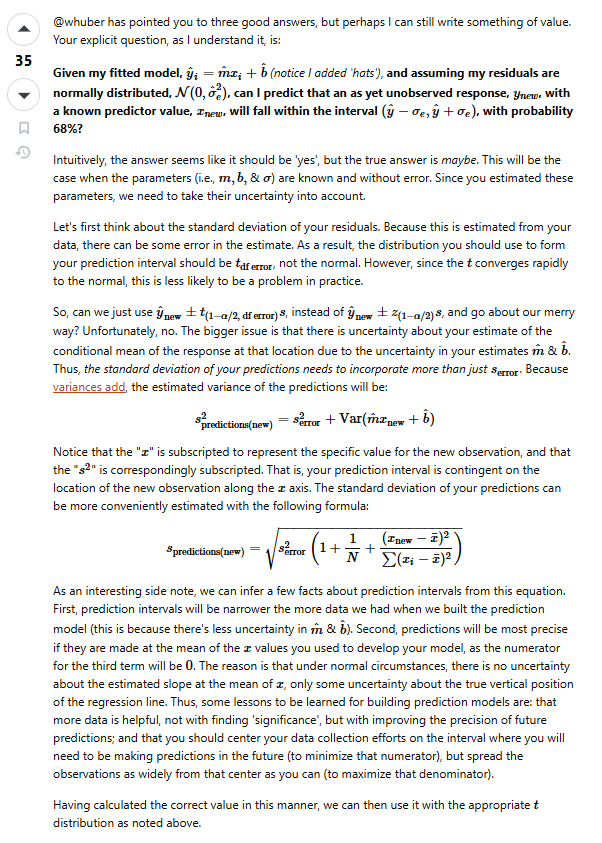 @whuber has pointed you to three good answers, but perhaps I can still write something of value.
Your explicit question, as I understand it, is:
35
Given my fitted model, ŷᵢ = m̂xᵢ + b̂ (notice I added 'hats'), and assuming my residuals are
normally distributed, 𝒩(0, σ̂²ₑ), can I predict that an as yet unobserved response, y_new, with
a known predictor value, x_new, will fall within the interval (ŷ − σₑ, ŷ + σₑ), with probability
68%?
Intuitively, the answer seems like it should be 'yes', but the true answer is maybe. This will be the
case when the parameters (i.e., m, b, & σ) are known and without error. Since you estimated these
parameters, we need to take their uncertainty into account.
Let's first think about the standard deviation of your residuals. Because this is estimated from your
data, there can be some error in the estimate. As a result, the distribution you should use to form
your prediction interval should be t_df error, not the normal. However, since the t converges rapidly
to the normal, this is less likely to be a problem in practice.
So, can we just use ŷ_new ± t_(1−α/2, df error) s, instead of ŷ_new ± z_(1−α/2) s, and go about our merry
way? Unfortunately, no. The bigger issue is that there is uncertainty about your estimate of the
conditional mean of the response at that location due to the uncertainty in your estimates m̂ & b̂.
Thus, the standard deviation of your predictions needs to incorporate more than just s_error. Because
variances add, the estimated variance of the predictions will be:
s²_predictions(new) = s²_error + Var(m̂x_new + b̂)
Notice that the "x" is subscripted to represent the specific value for the new observation, and that
the "s²" is correspondingly subscripted. That is, your prediction interval is contingent on the
location of the new observation along the x axis. The standard deviation of your predictions can
be more conveniently estimated with the following formula:
s_predictions(new) = √(s²_error (1 + 1/N + (x_new − x̄)²/∑(xᵢ − x̄)²))
As an interesting side note, we can infer a few facts about prediction intervals from this equation.
First, prediction intervals will be narrower the more data we had when we built the prediction
model (this is because there's less uncertainty in m̂ & b̂). Second, predictions will be most precise
if they are made at the mean of the x values you used to develop your model, as the numerator
for the third term will be 0. The reason is that under normal circumstances, there is no uncertainty
about the estimated slope at the mean of x, only some uncertainty about the true vertical position
of the regression line. Thus, some lessons to be learned for building prediction models are: that
more data is helpful, not with finding 'significance', but with improving the precision of future
predictions; and that you should center your data collection efforts on the interval where you will
need to be making predictions in the future (to minimize that numerator), but spread the
observations as widely from that center as you can (to maximize that denominator).
Having calculated the correct value in this manner, we can then use it with the appropriate t
distribution as noted above.